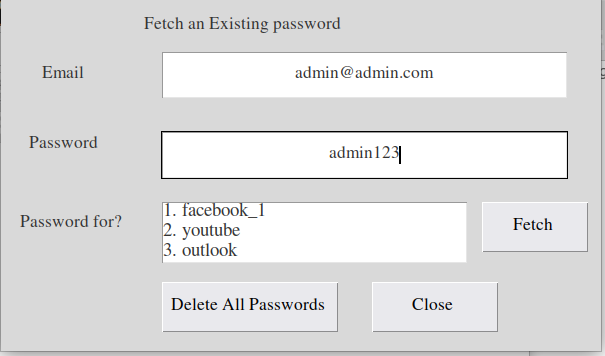 Fetch an Existing password
Email
admin@admin.com
Password
admin123
Password for?
1. facebook_1
2. youtube
3. outlook
Fetch
Delete All Passwords
Close